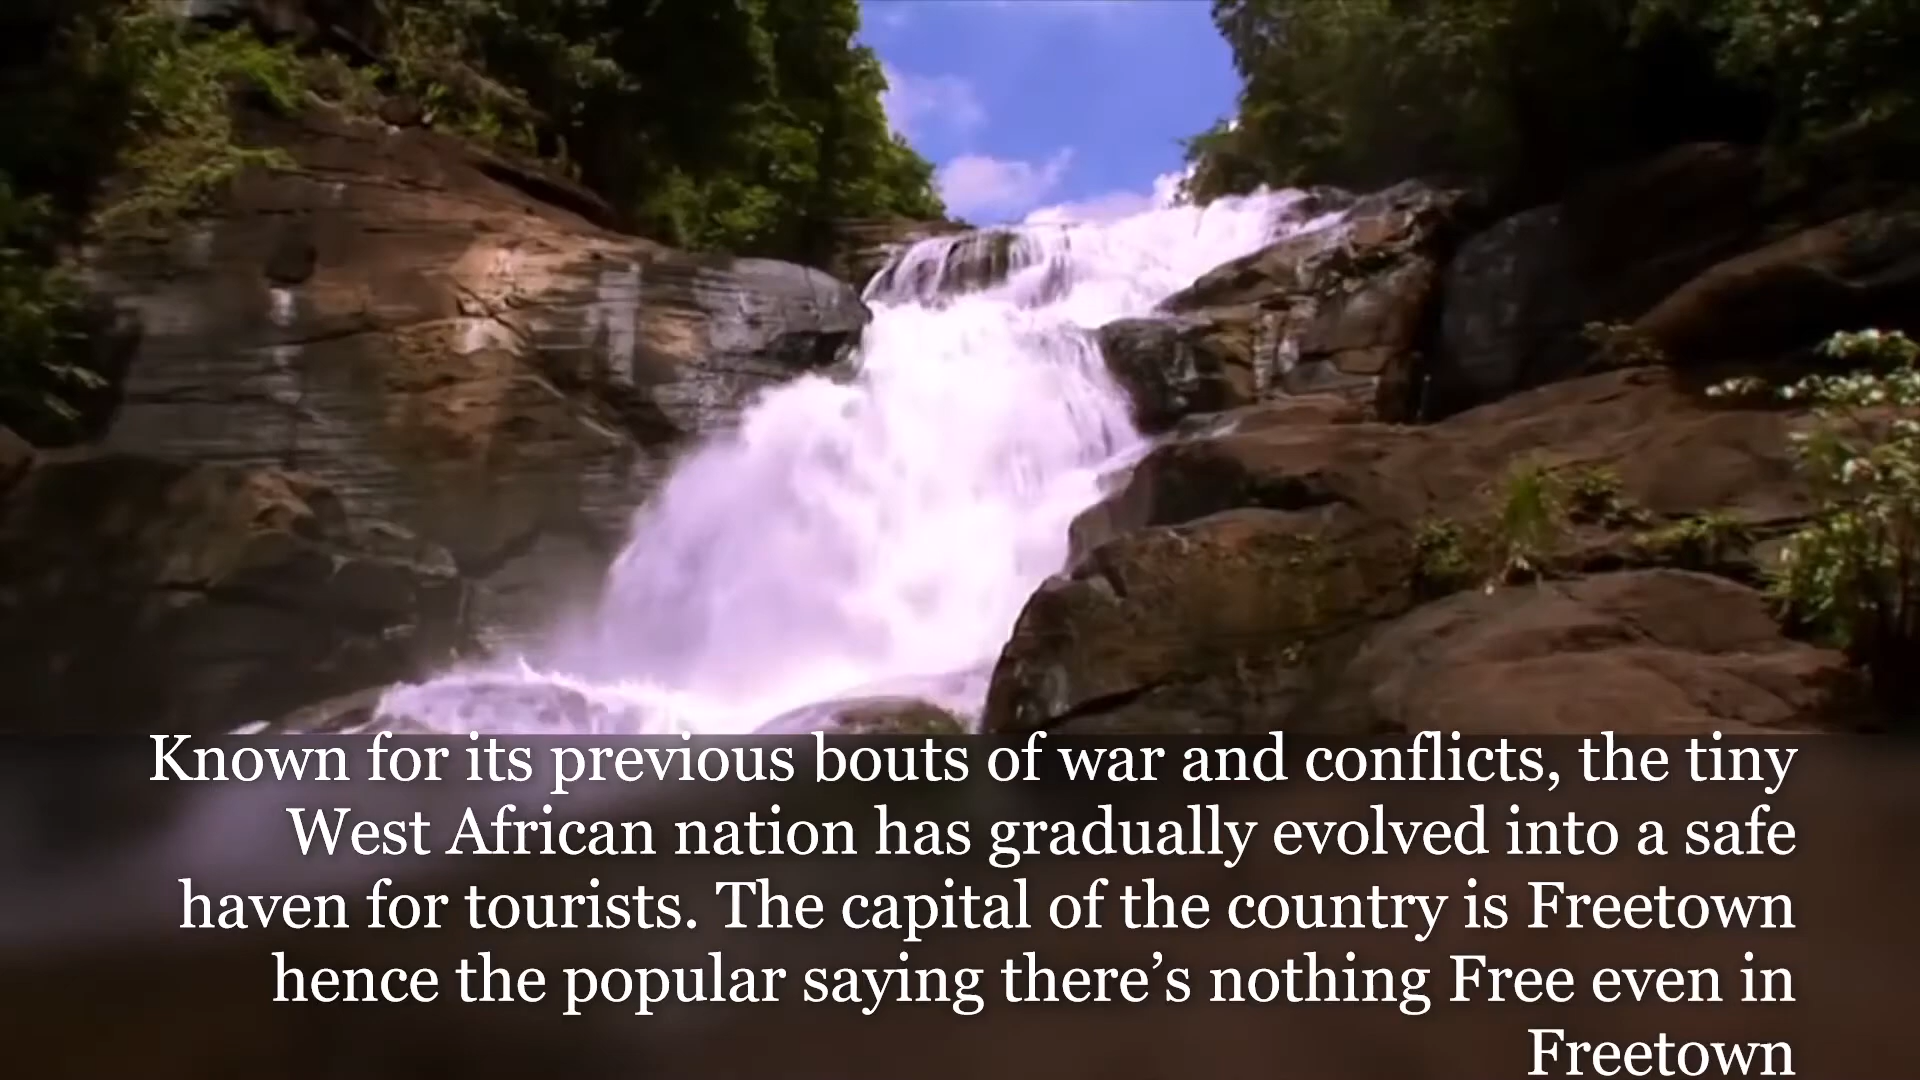 Known for its previous bouts of war and conflicts, the tiny
West African nation has gradually evolved into a safe
haven for tourists. The capital of the country is Freetown
hence the popular saying there’s nothing Free even in
Freetown